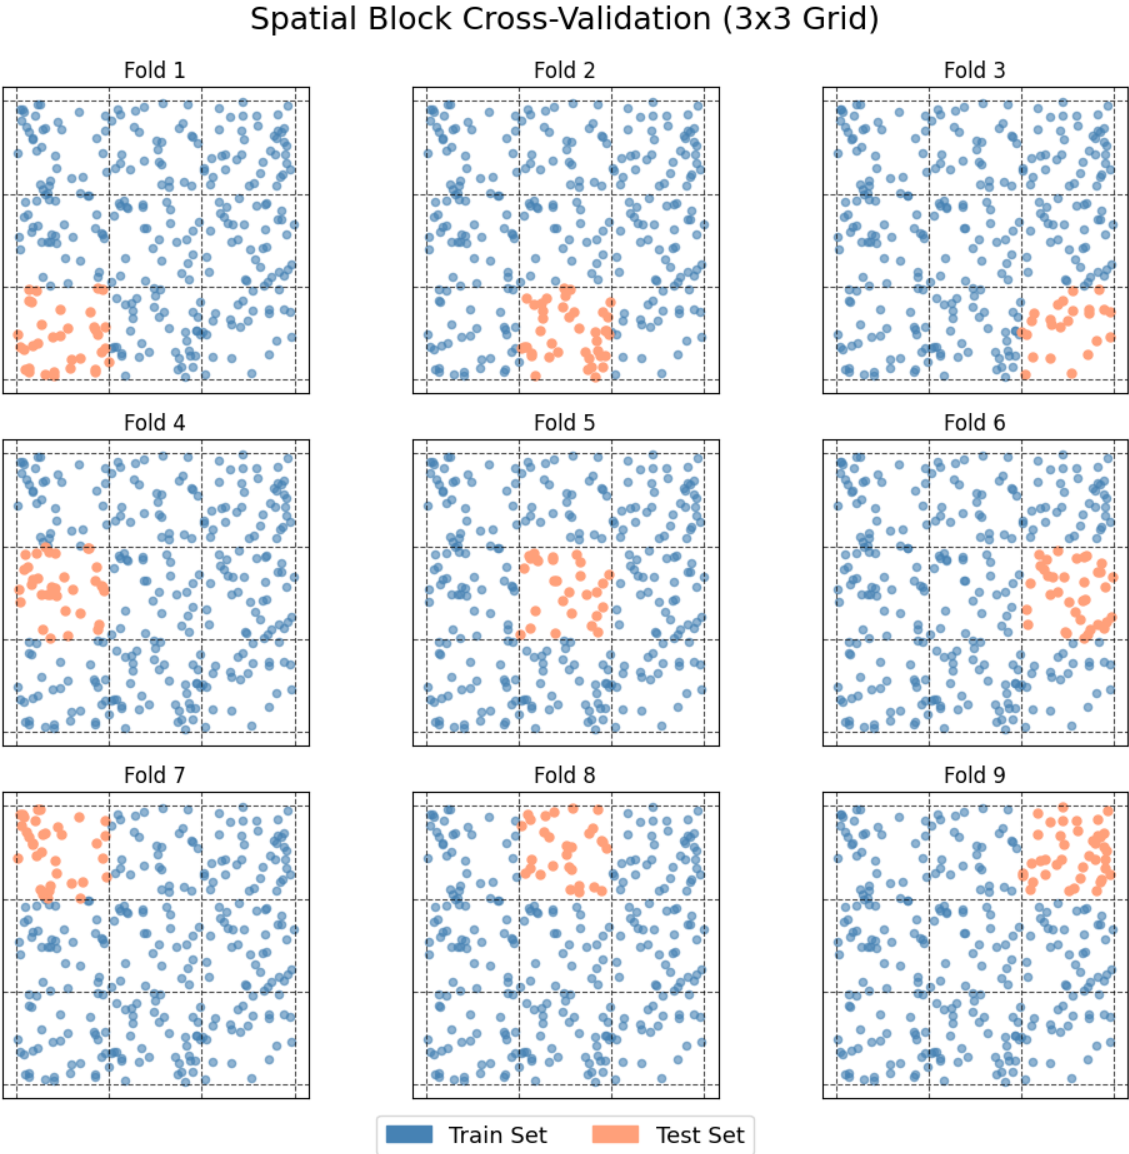 Spatial Block Cross-Validation (3x3 Grid)
Fold 1
Fold 2
Fold 3
Fold 4
Fold 5
Fold 6
Fold 7
Fold 8
Fold 9
Train Set
Test Set